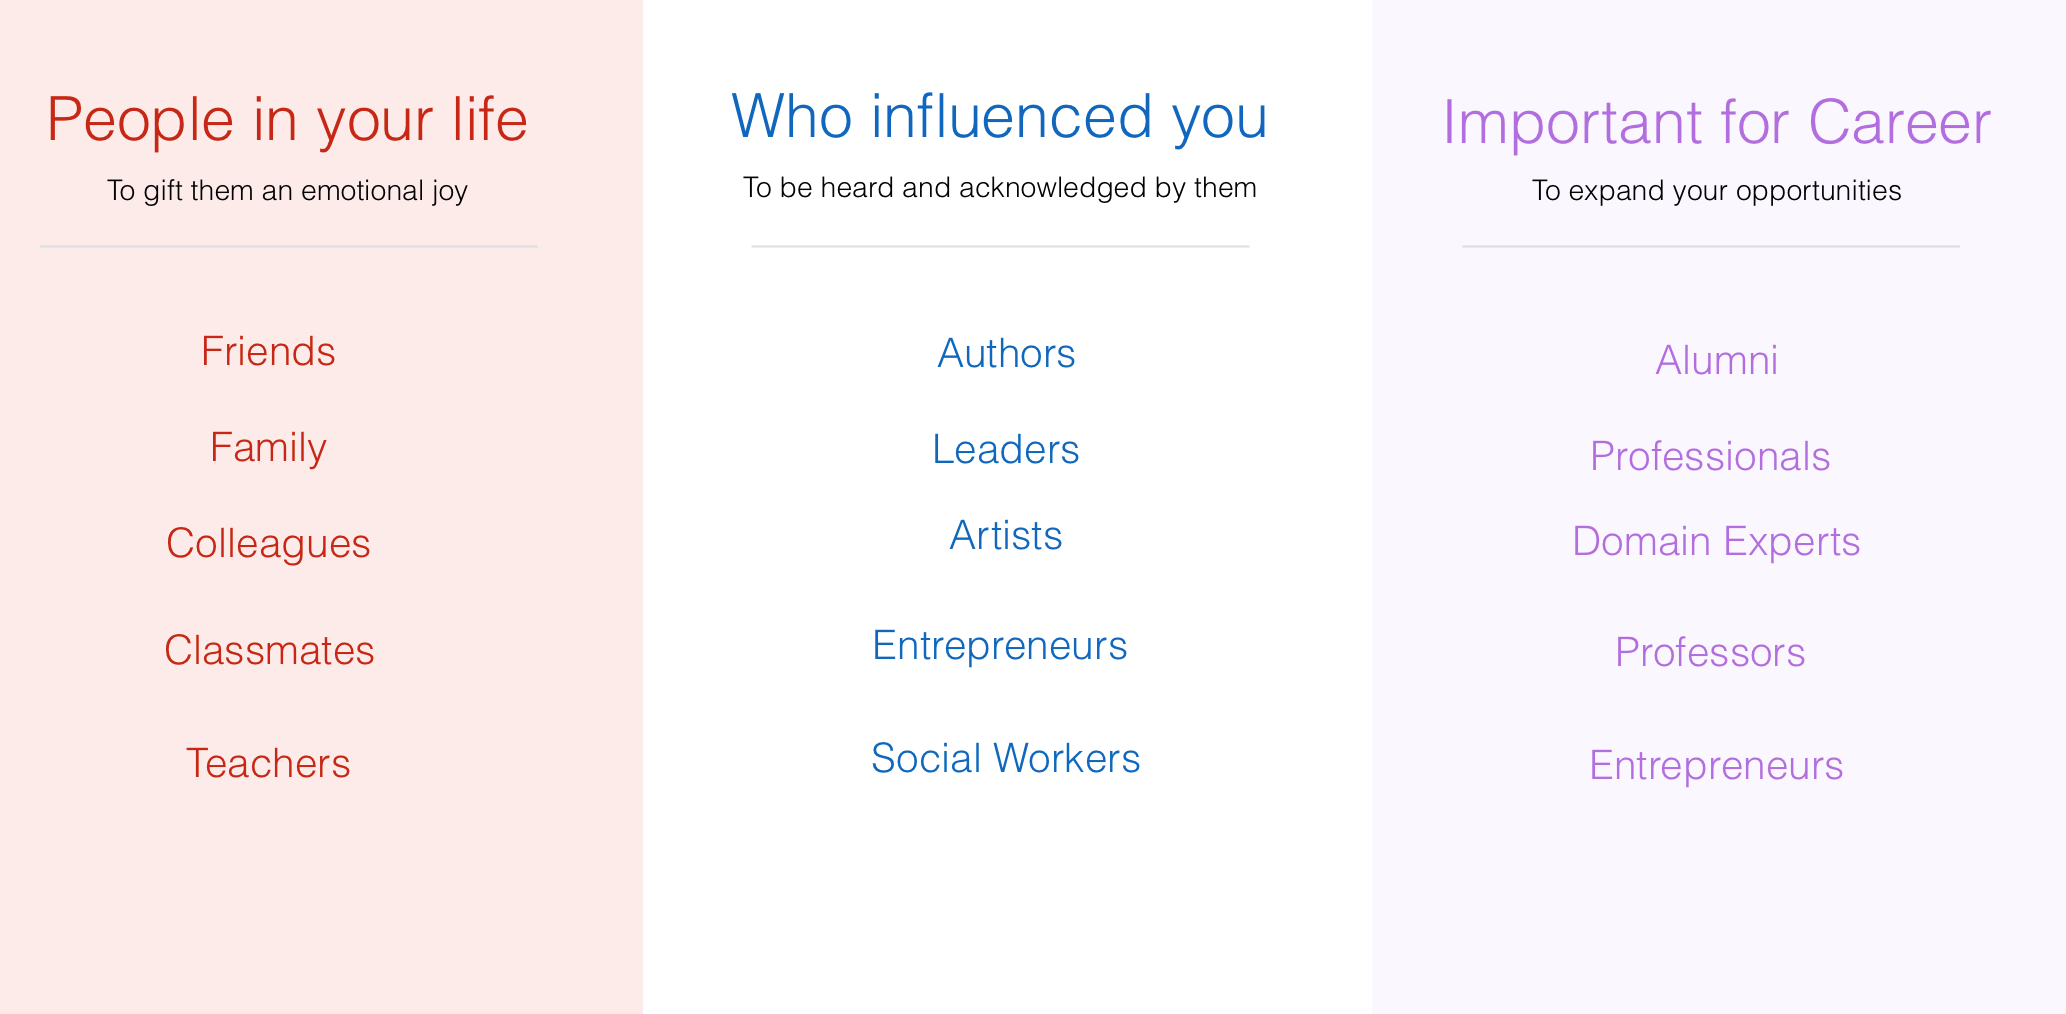 People in your life
To gift them an emotional joy
Friends
Family
Colleagues
Classmates
Teachers
Who influenced you
To be heard and acknowledged by them
Authors
Leaders
Artists
Entrepreneurs
Social Workers
Important for Career
To expand your opportunities
Alumni
Professionals
Domain Experts
Professors
Entrepreneurs